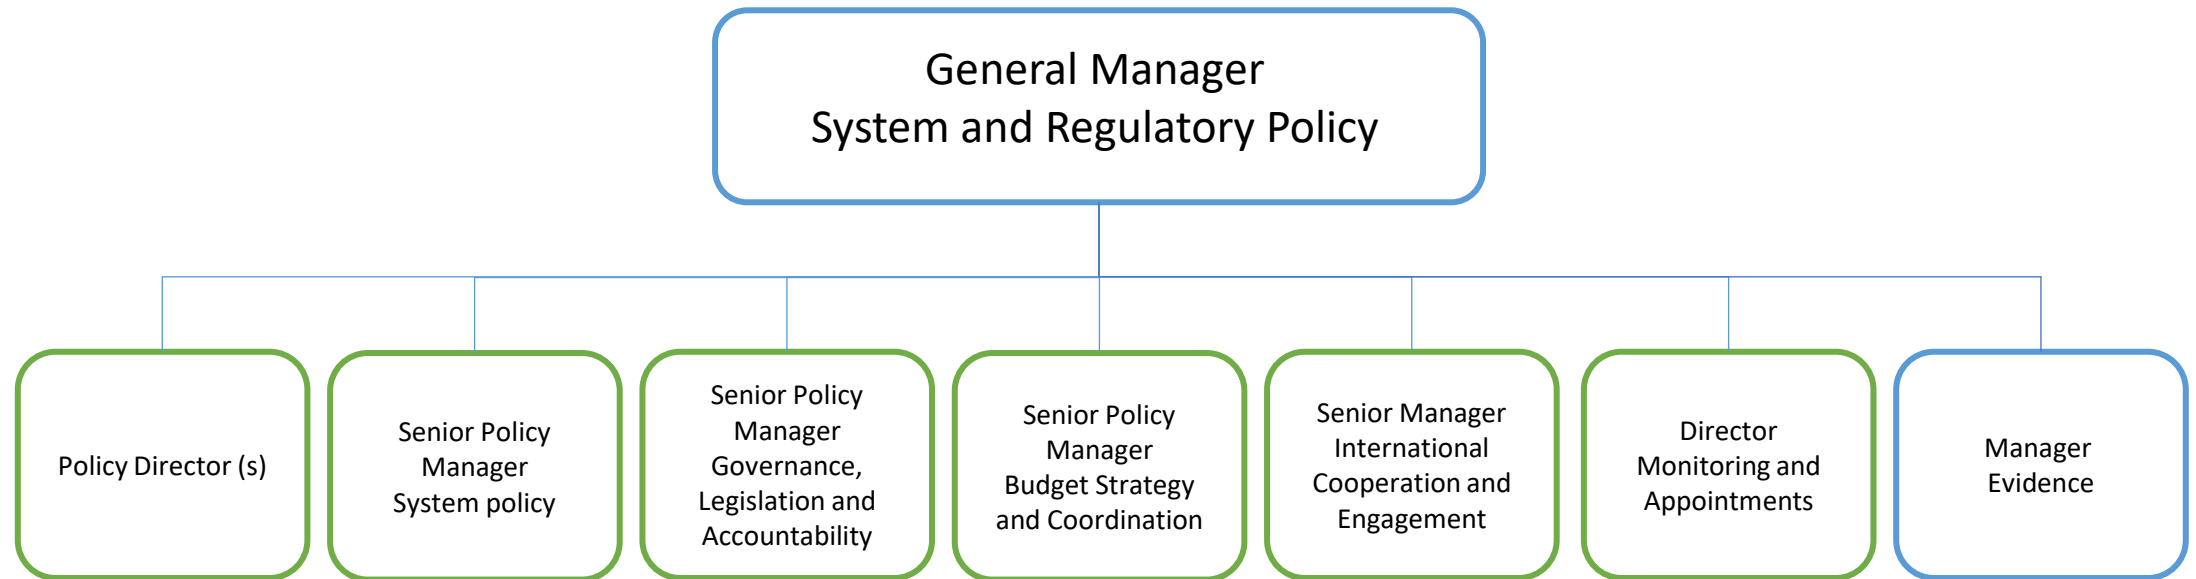 General Manager
System and Regulatory Policy
Policy Director (s)
Senior Policy
Manager
System policy
Senior Policy
Manager
Governance,
Legislation and
Accountability
Senior Policy
Manager
Budget Strategy
and Coordination
Senior Manager
International
Cooperation and
Engagement
Director
Monitoring and
Appointments
Manager
Evidence